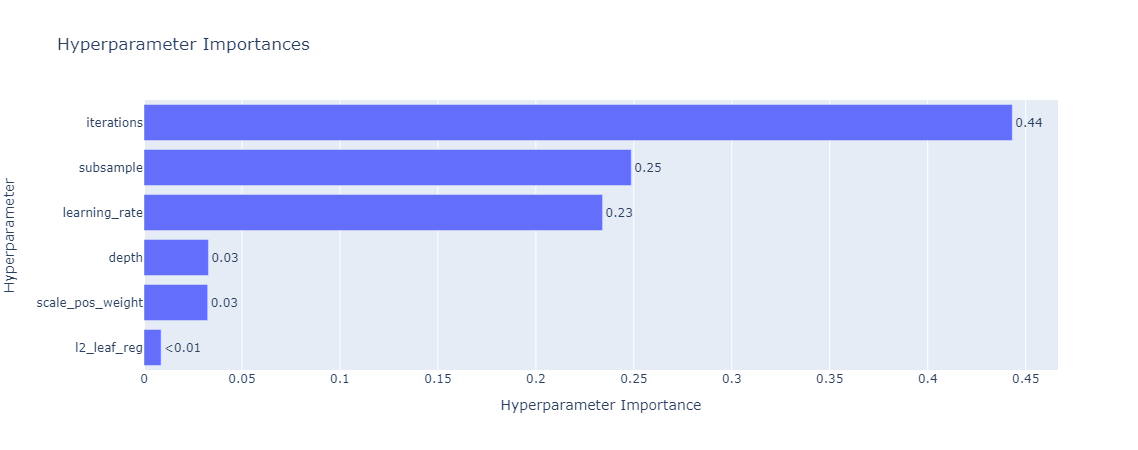 Hyperparameter Importances
Hyperparameter
iterations 0.44
subsample 0.25
learning_rate 0.23
depth 0.03
scale_pos_weight 0.03
l2_leaf_reg <0.01
0 0.05 0.1 0.15 0.2 0.25 0.3 0.35 0.4 0.45
Hyperparameter Importance